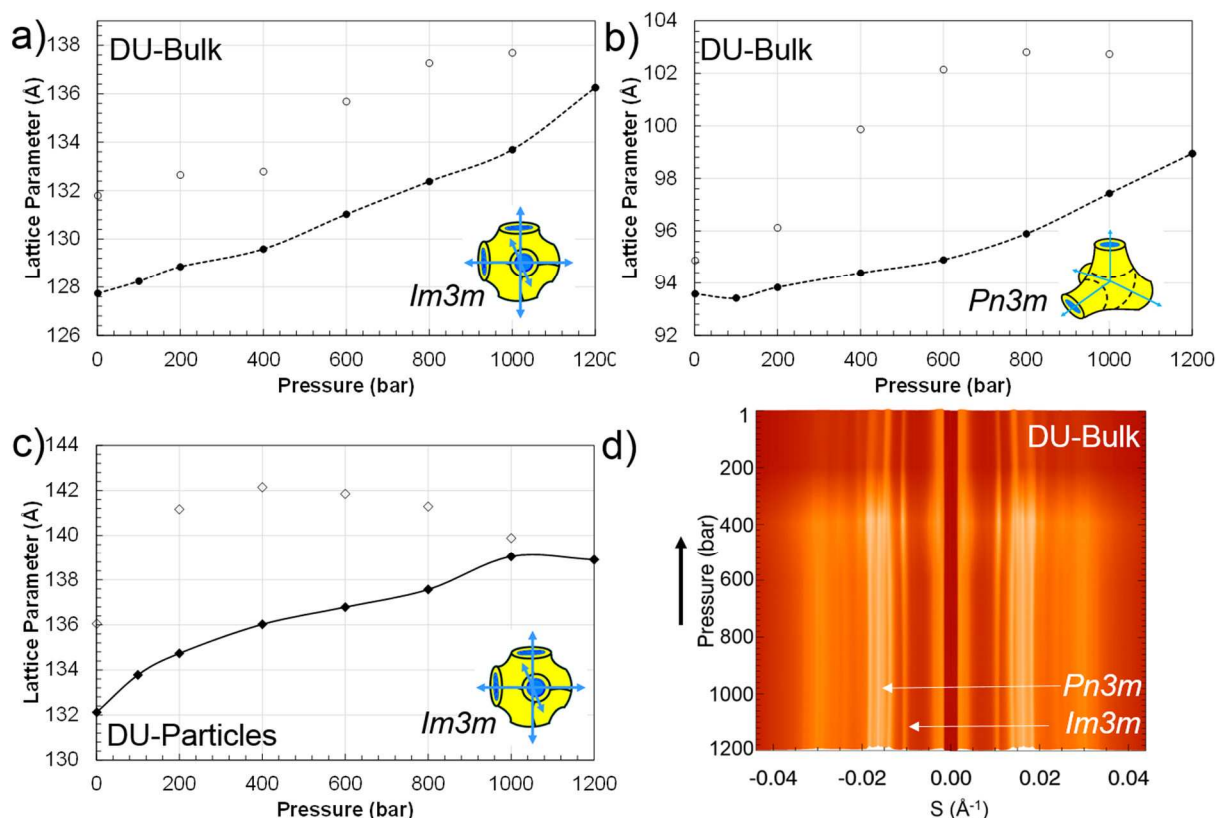 a)
DU-Bulk
Lattice Parameter (Å)
138
136
134
132
130
128
126
0 200 400 600 800 1000 1200
Pressure (bar)
Im3m
b)
DU-Bulk
Lattice Parameter (Å)
104
102
100
98
96
94
92
0 200 400 600 800 1000 1200
Pressure (bar)
Pn3m
c)
Lattice Parameter (Å)
144
142
140
138
136
134
132
130
0 200 400 600 800 1000 1200
Pressure (bar)
DU-Particles
Im3m
d)
DU-Bulk
Pressure (bar)
1
200
400
600
800
1000
1200
Pn3m
Im3m
-0.04 -0.02 0.00 0.02 0.04
S (Å-1)